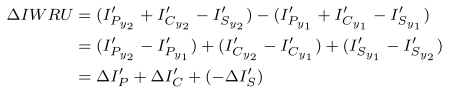 ΔIWRU = (I′_{P_{y_2}} + I′_{C_{y_2}} − I′_{S_{y_2}}) − (I′_{P_{y_1}} + I′_{C_{y_1}} − I′_{S_{y_1}})
= (I′_{P_{y_2}} − I′_{P_{y_1}}) + (I′_{C_{y_2}} − I′_{C_{y_1}}) + (I′_{S_{y_1}} − I′_{S_{y_2}})
= ΔI′_P + ΔI′_C + (−ΔI′_S)